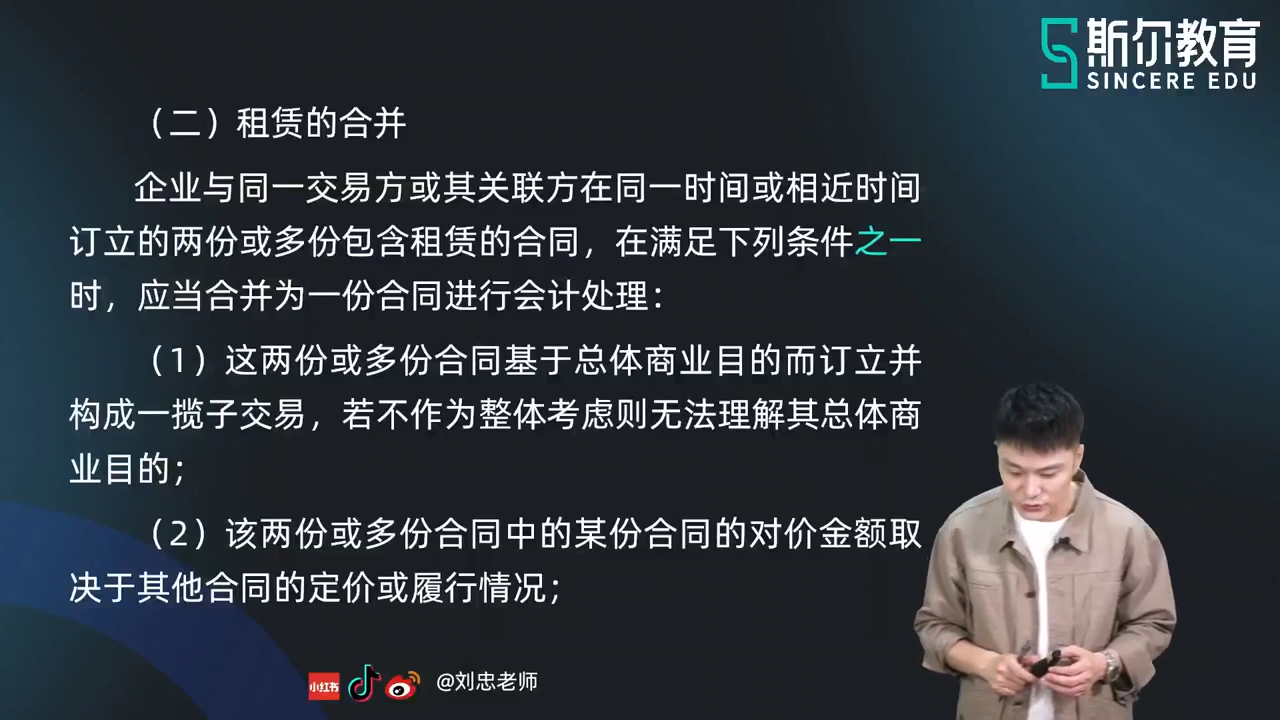 斯尔教育
SINCERE EDU
（二）租赁的合并
企业与同一交易方或其关联方在同一时间或相近时间
订立的两份或多份包含租赁的合同，在满足下列条件之一
时，应当合并为一份合同进行会计处理：
（1）这两份或多份合同基于总体商业目的而订立并
构成一揽子交易，若不作为整体考虑则无法理解其总体商
业目的；
（2）该两份或多份合同中的某份合同的对价金额取
决于其他合同的定价或履行情况；
小红书 @刘忠老师